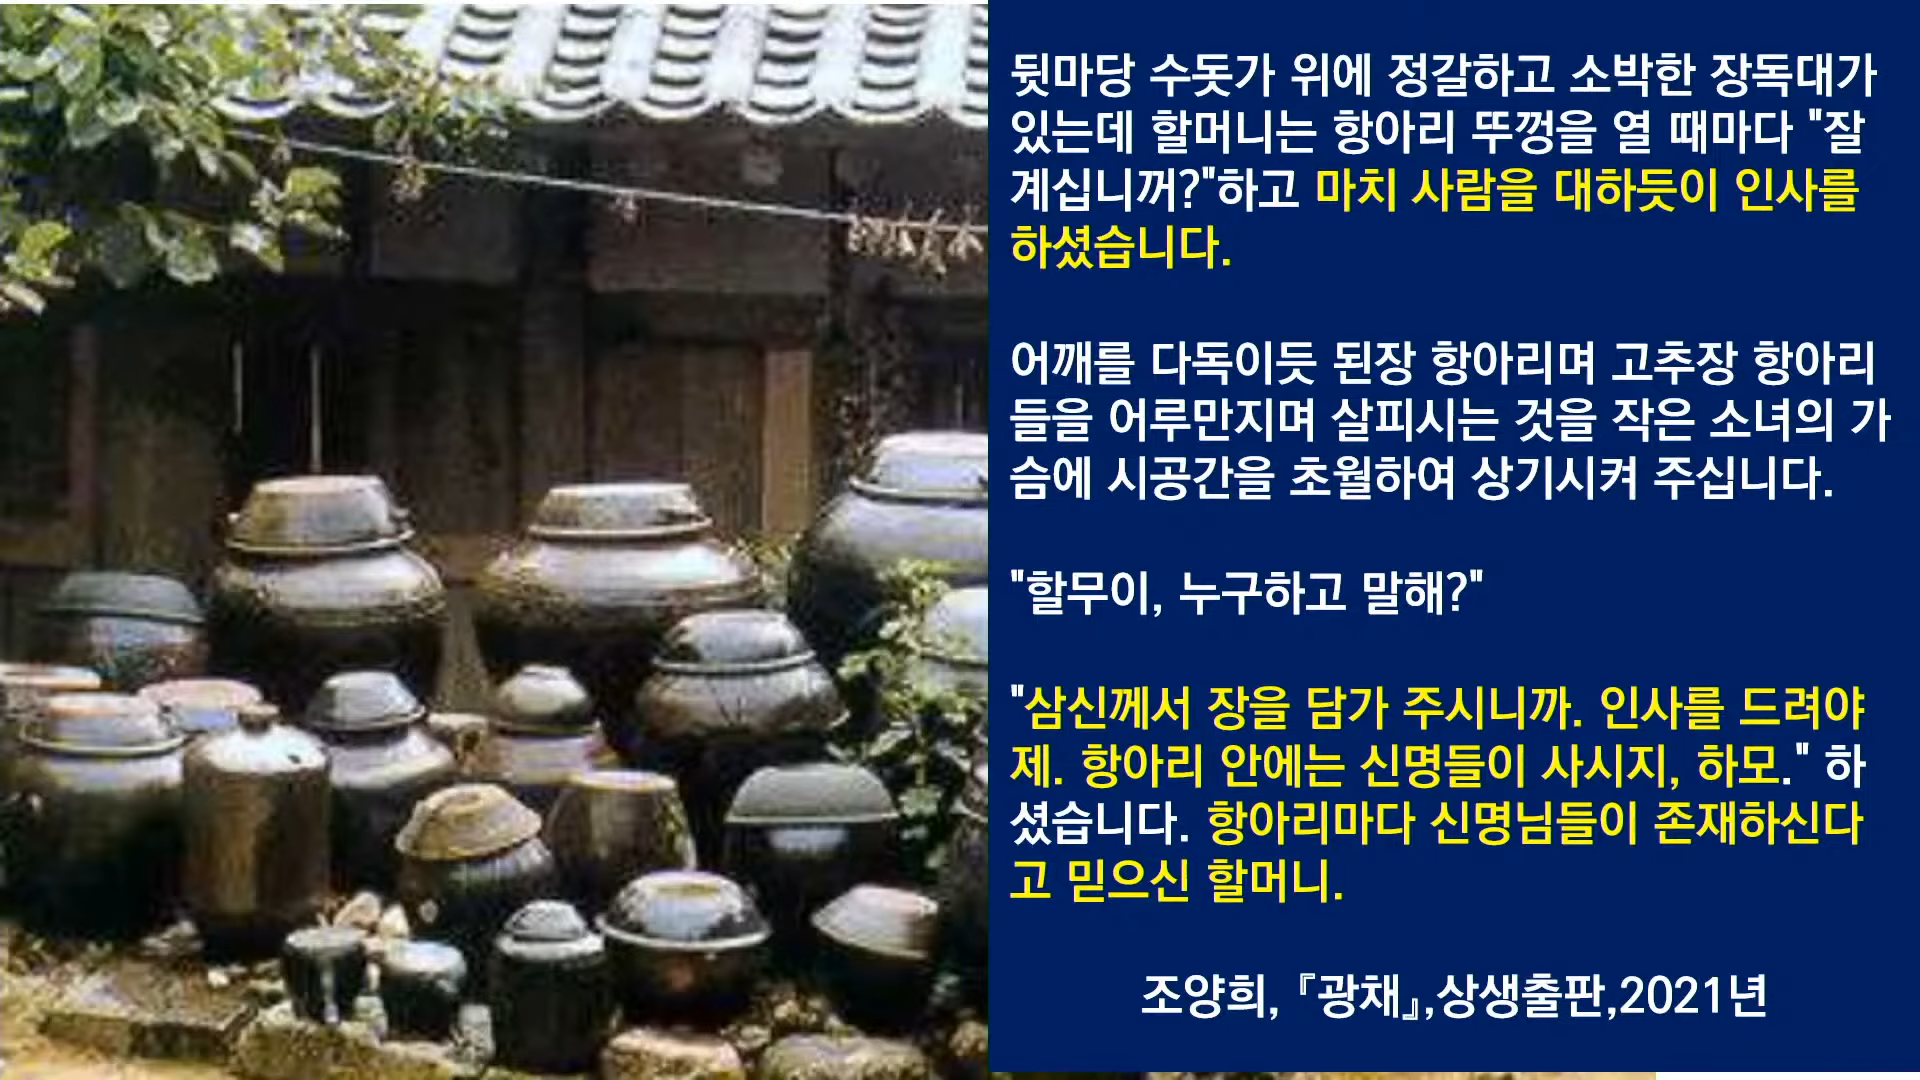 뒷마당 수돗가 위에 정갈하고 소박한 장독대가
있는데 할머니는 항아리 뚜껑을 열 때마다 "잘
계십니꺼?"하고 마치 사람을 대하듯이 인사를
하셨습니다.
어깨를 다독이듯 된장 항아리며 고추장 항아리
들을 어루만지며 살피시는 것을 작은 소녀의 가
슴에 시공간을 초월하여 상기시켜 주십니다.
"할무이, 누구하고 말해?"
"삼신께서 장을 담가 주시니까. 인사를 드려야
제. 항아리 안에는 신명들이 사시지, 하모." 하
셨습니다. 항아리마다 신명님들이 존재하신다
고 믿으신 할머니.
조양희, 『광채』,상생출판,2021년